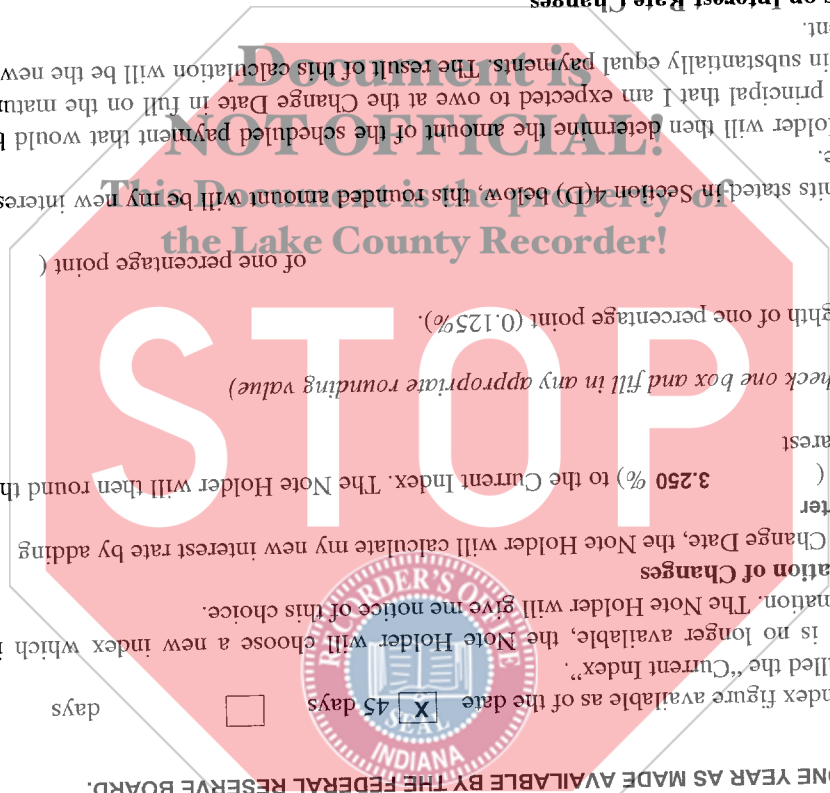 ONE YEAR AS MADE AVAILABLE BY THE FEDERAL RESERVE BOARD.
ndex figure available as of the date X 45 days days
lled the "Current Index".
is no longer available, the Note Holder will choose a new index which i
mation. The Note Holder will give me notice of this choice.
ation of Changes
Change Date, the Note Holder will calculate my new interest rate by adding
ter
( 3.250 %) to the Current Index. The Note Holder will then round th
arest
heck one box and fill in any appropriate rounding value)
ghth of one percentage point (0.125%).
of one percentage point (
nits stated in Section 4(D) below, this rounded amount will be my new interes
e.
older will then determine the amount of the scheduled payment that would b
principal that I am expected to owe at the Change Date in full on the matur
in substantially equal payments. The result of this calculation will be the new
ent.
s on Interest Rate Changes
Document is
NOT OFFICIAL!
This Document is the property of
the Lake County Recorder!
STOP
RECORDER'S OFFICE
SEAL
INDIANA